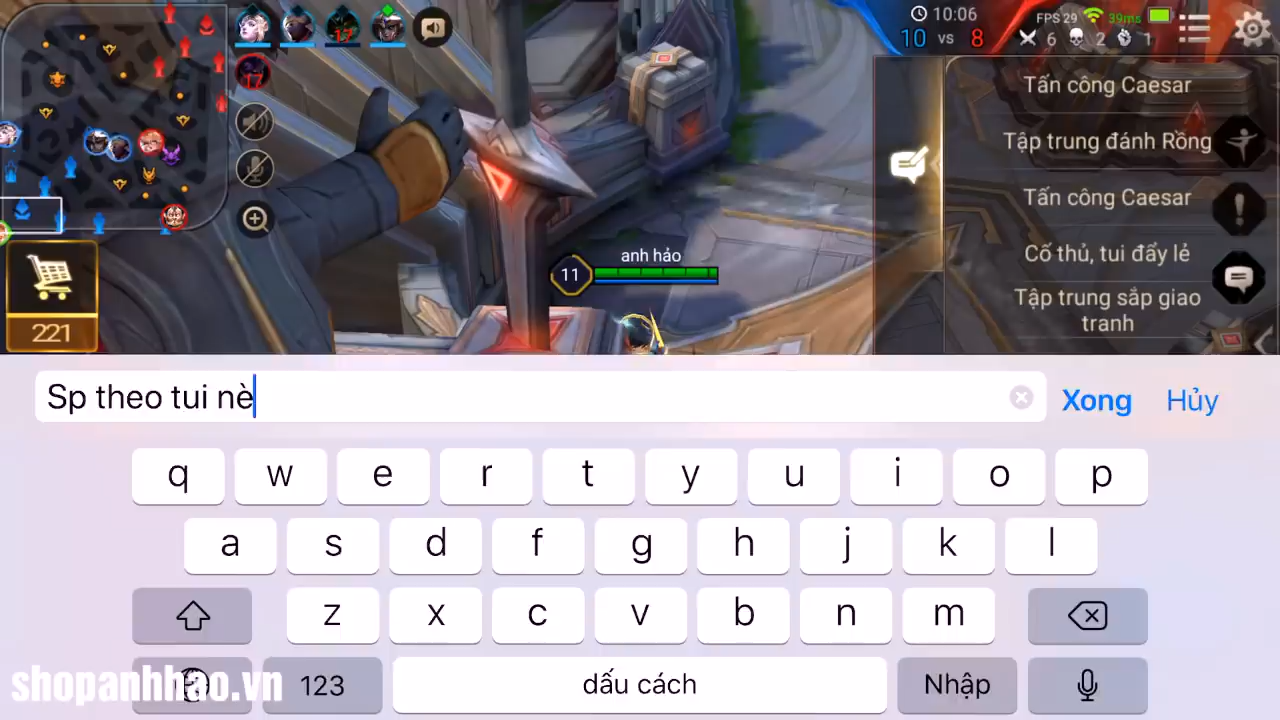 17
17
10:06
FPS 29
39ms
10 vs 8
6 2 1
Tấn công Caesar
Tập trung đánh Rồng
Tấn công Caesar
Cố thủ, tui đẩy lẻ
Tập trung sắp giao
tranh
anh hảo
11
221
Sp theo tui nè
Xong
Hủy
q w e r t y u i o p
a s d f g h j k l
z x c v b n m
123
dấu cách
Nhập
shopanhhao.vn